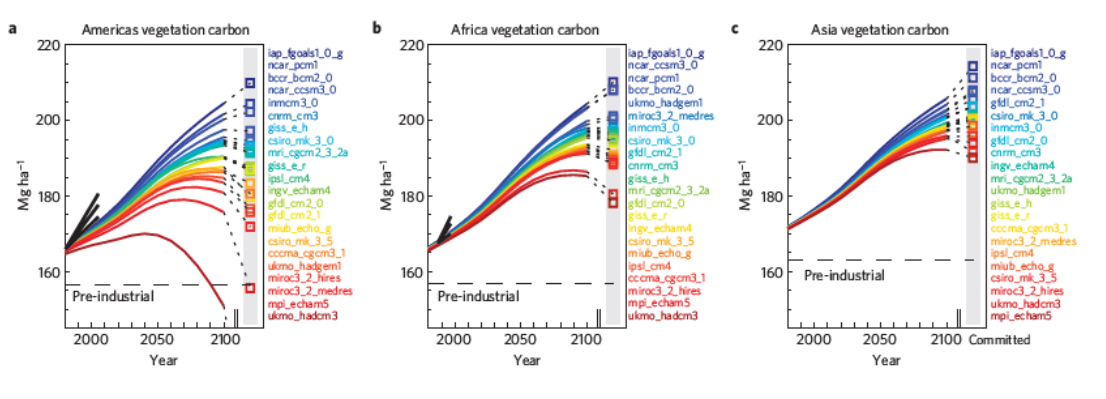 a Americas vegetation carbon
220
200
180
160
Mg ha⁻¹
Pre-industrial
2000 2050 2100
Year
iap_fgoals1_0_g
ncar_pcm1
bccr_bcm2_0
ncar_ccsm3_0
inmcm3_0
cnrm_cm3
giss_e_h
csiro_mk_3_0
mri_cgcm2_3_2a
giss_e_r
ipsl_cm4
ingv_echam4
gfdl_cm2_0
gfdl_cm2_1
miub_echo_g
csiro_mk_3_5
cccma_cgcm3_1
ukmo_hadgem1
miroc3_2_hires
miroc3_2_medres
mpi_echam5
ukmo_hadcm3
b Africa vegetation carbon
220
200
180
160
Mg ha⁻¹
Pre-industrial
2000 2050 2100
Year
iap_fgoals1_0_g
ncar_ccsm3_0
ncar_pcm1
bccr_bcm2_0
ukmo_hadgem1
miroc3_2_medres
inmcm3_0
csiro_mk_3_0
gfdl_cm2_1
cnrm_cm3
giss_e_h
mri_cgcm2_3_2a
gfdl_cm2_0
giss_e_r
ingv_echam4
csiro_mk_3_5
miub_echo_g
ipsl_cm4
cccma_cgcm3_1
miroc3_2_hires
mpi_echam5
ukmo_hadcm3
c Asia vegetation carbon
220
200
180
160
Mg ha⁻¹
Pre-industrial
2000 2050 2100 Committed
Year
iap_fgoals1_0_g
ncar_pcm1
bccr_bcm2_0
ncar_ccsm3_0
gfdl_cm2_1
csiro_mk_3_0
inmcm3_0
gfdl_cm2_0
cnrm_cm3
ingv_echam4
mri_cgcm2_3_2a
ukmo_hadgem1
giss_e_h
giss_e_r
cccma_cgcm3_1
miroc3_2_medres
ipsl_cm4
miub_echo_g
csiro_mk_3_5
miroc3_2_hires
ukmo_hadcm3
mpi_echam5